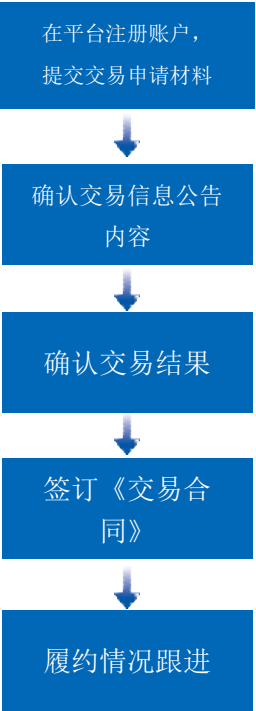 在平台注册账户，
提交交易申请材料
确认交易信息公告
内容
确认交易结果
签订《交易合
同》
履约情况跟进